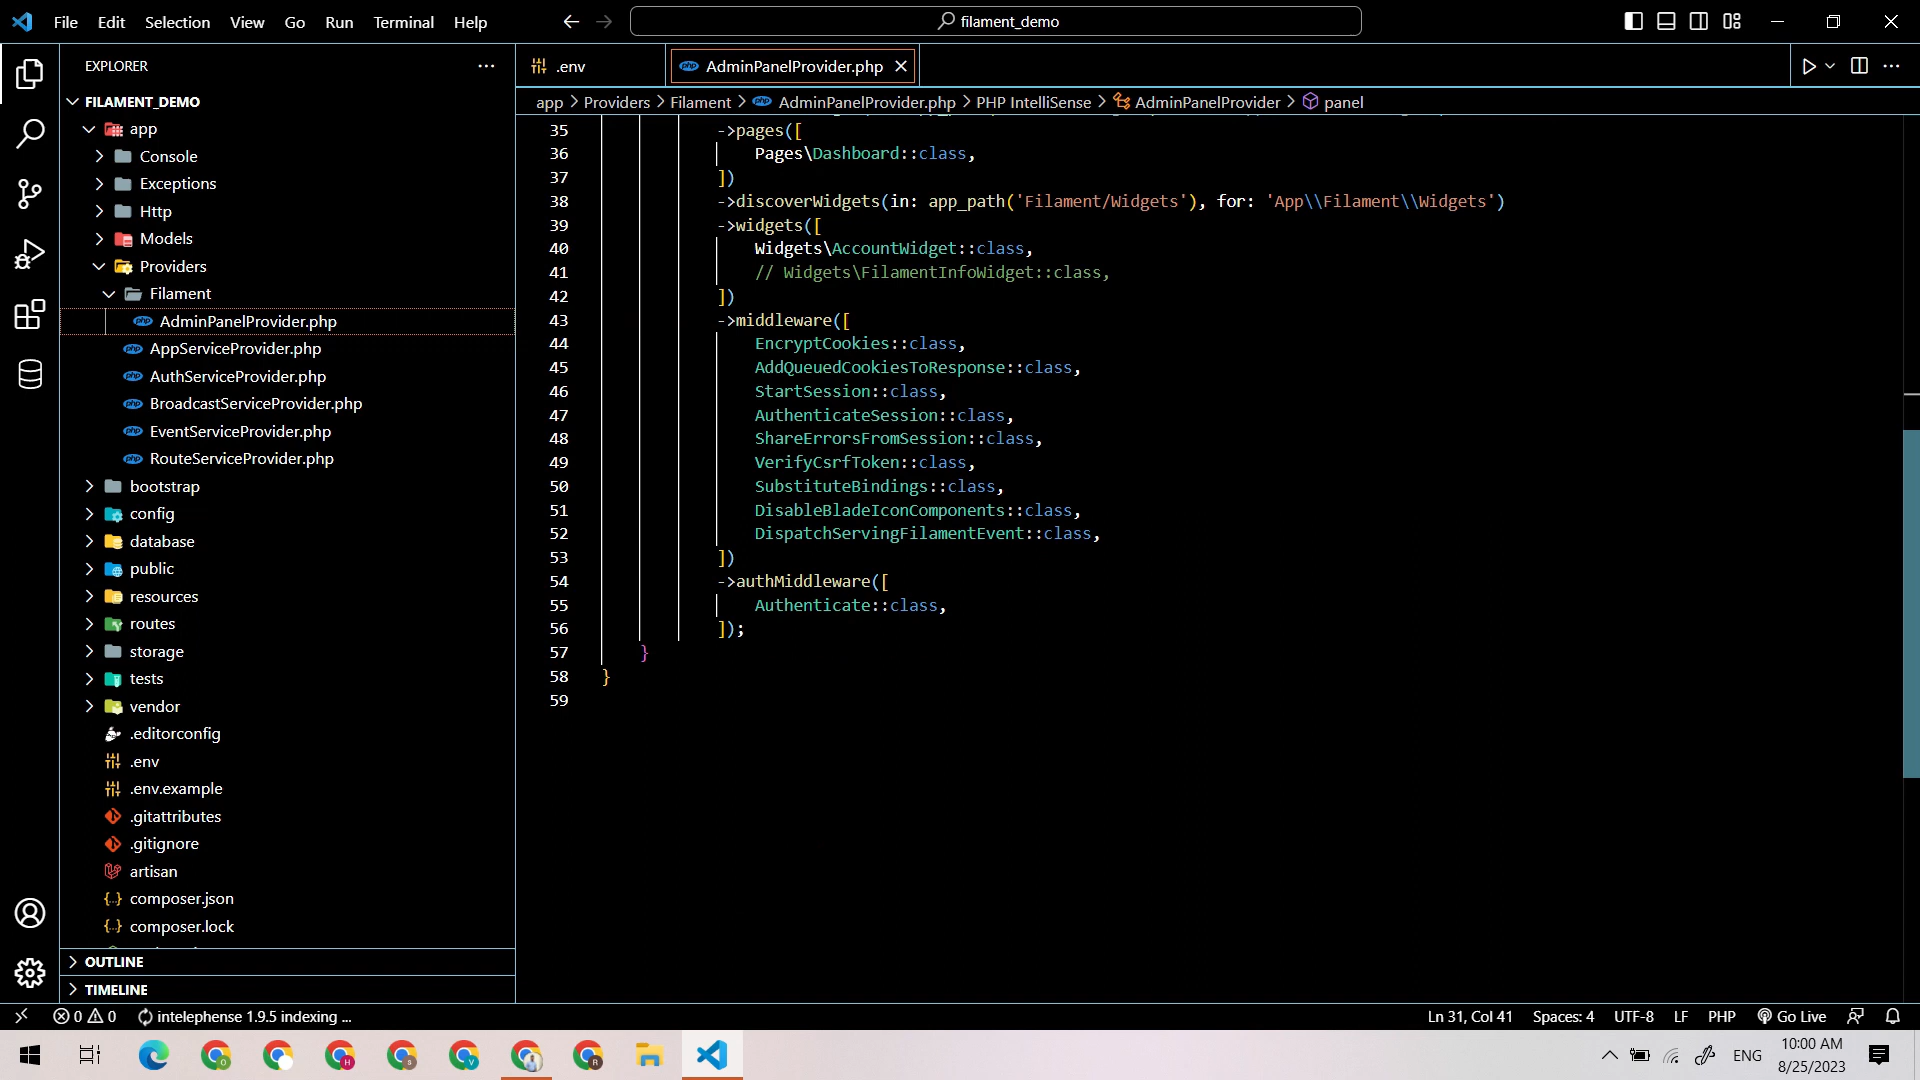 File Edit Selection View Go Run Terminal Help
filament_demo
EXPLORER
.env
AdminPanelProvider.php
app > Providers > Filament > AdminPanelProvider.php > PHP IntelliSense > AdminPanelProvider > panel
FILAMENT_DEMO
app
Console
Exceptions
Http
Models
Providers
Filament
AdminPanelProvider.php
AppServiceProvider.php
AuthServiceProvider.php
BroadcastServiceProvider.php
EventServiceProvider.php
RouteServiceProvider.php
bootstrap
config
database
public
resources
routes
storage
tests
vendor
.editorconfig
.env
.env.example
.gitattributes
.gitignore
artisan
composer.json
composer.lock
OUTLINE
TIMELINE
35 ->pages([
36 Pages\Dashboard::class,
37 ])
38 ->discoverWidgets(in: app_path('Filament/Widgets'), for: 'App\\Filament\\Widgets')
39 ->widgets([
40 Widgets\AccountWidget::class,
41 // Widgets\FilamentInfoWidget::class,
42 ])
43 ->middleware([
44 EncryptCookies::class,
45 AddQueuedCookiesToResponse::class,
46 StartSession::class,
47 AuthenticateSession::class,
48 ShareErrorsFromSession::class,
49 VerifyCsrfToken::class,
50 SubstituteBindings::class,
51 DisableBladeIconComponents::class,
52 DispatchServingFilamentEvent::class,
53 ])
54 ->authMiddleware([
55 Authenticate::class,
56 ]);
57 }
58 }
59
0 0 intelephense 1.9.5 indexing ...
Ln 31, Col 41 Spaces: 4 UTF-8 LF PHP Go Live
ENG
10:00 AM
8/25/2023